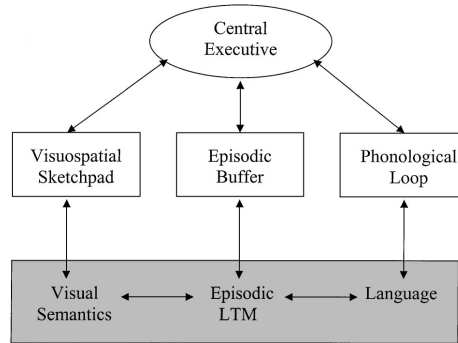 Central
Executive
Visuospatial
Sketchpad
Episodic
Buffer
Phonological
Loop
Visual
Semantics
Episodic
LTM
Language